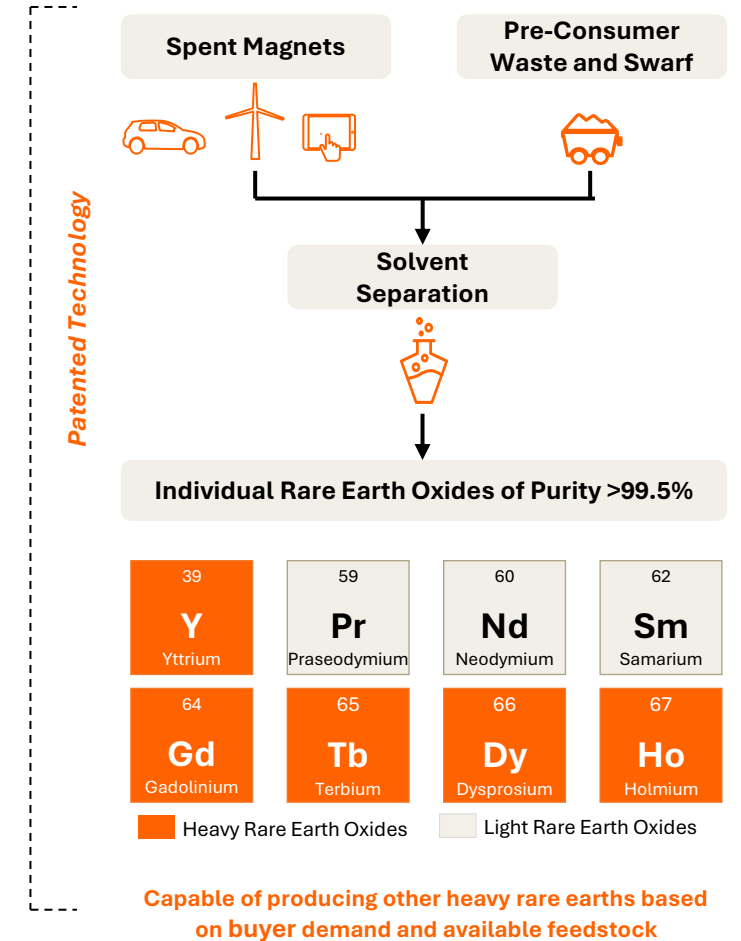 Spent Magnets
Pre-Consumer
Waste and Swarf
Patented Technology
Solvent
Separation
Individual Rare Earth Oxides of Purity >99.5%
39
Y
Yttrium
59
Pr
Praseodymium
60
Nd
Neodymium
62
Sm
Samarium
64
Gd
Gadolinium
65
Tb
Terbium
66
Dy
Dysprosium
67
Ho
Holmium
Heavy Rare Earth Oxides
Light Rare Earth Oxides
Capable of producing other heavy rare earths based
on buyer demand and available feedstock